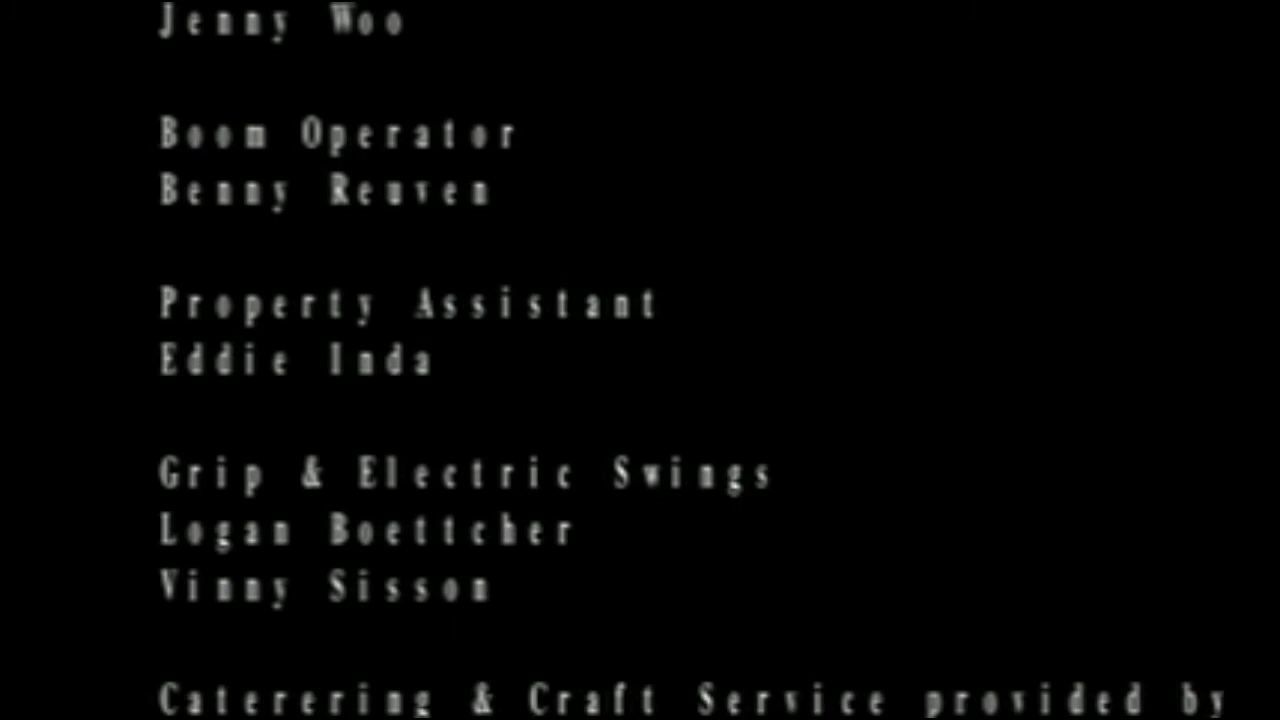 Jenny Woo
Boom Operator
Benny Reuven
Property Assistant
Eddie Inda
Grip & Electric Swings
Logan Boettcher
Vinny Sisson
Caterering & Craft Service provided by